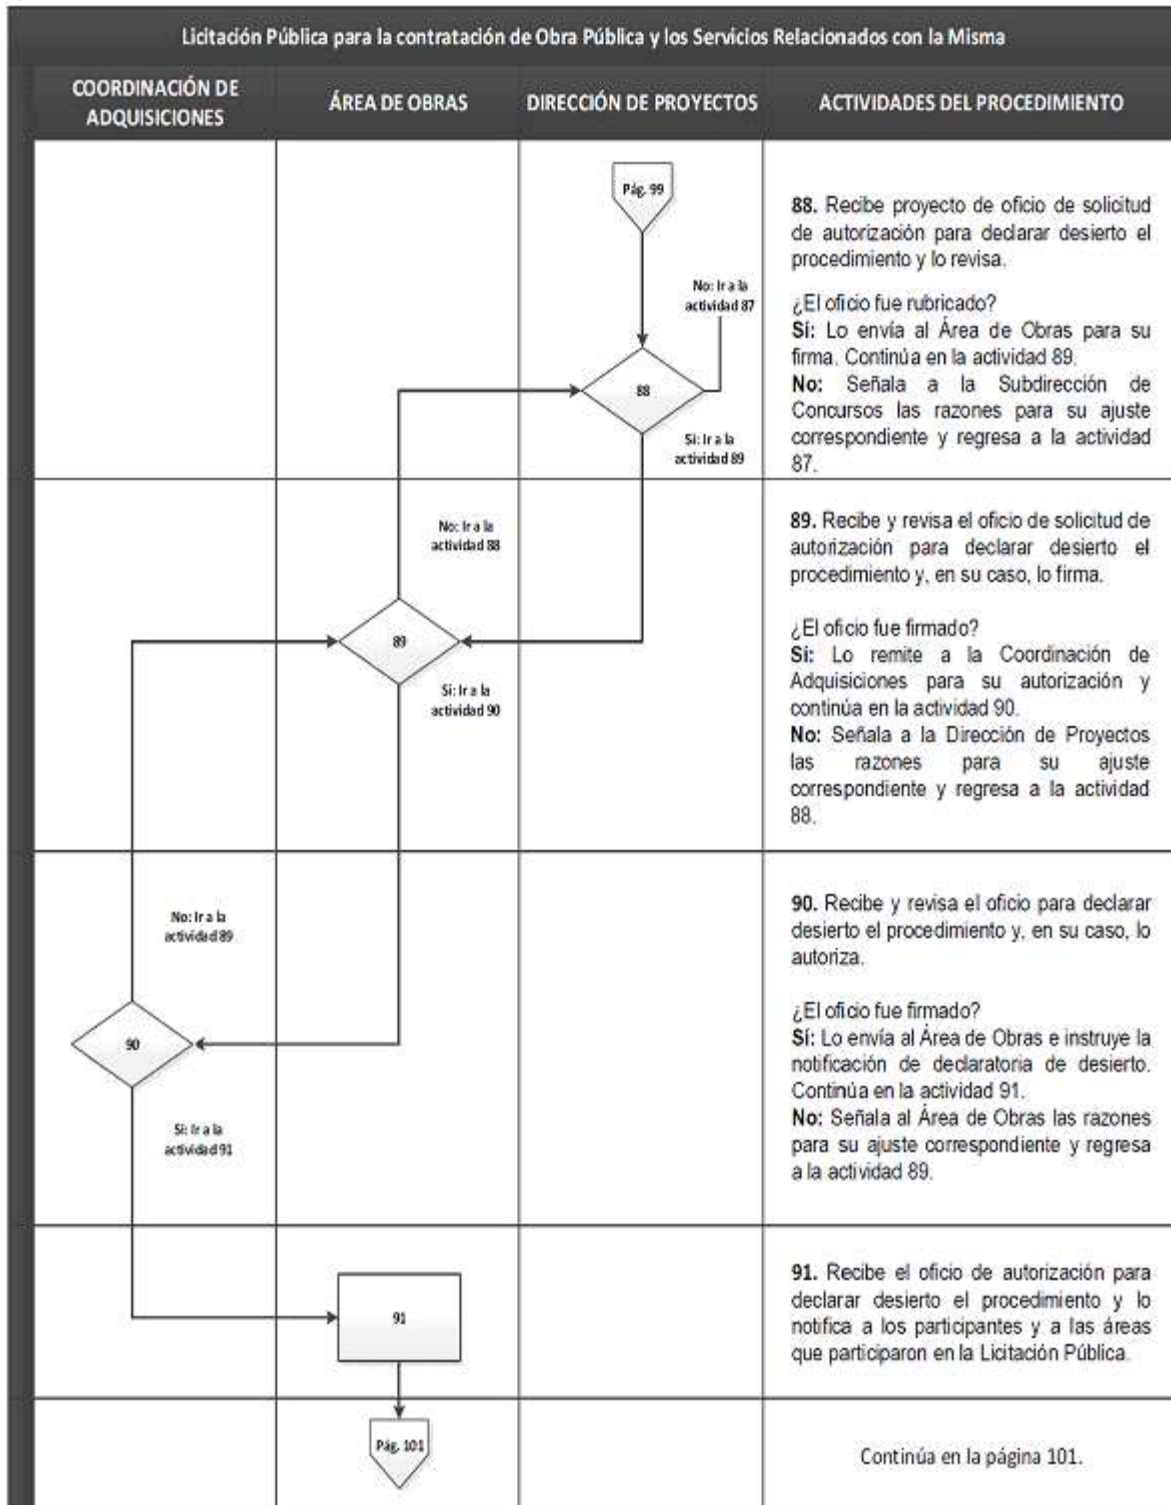 Licitación Pública para la contratación de Obra Pública y los Servicios Relacionados con la Misma
COORDINACIÓN DE
ADQUISICIONES
ÁREA DE OBRAS
DIRECCIÓN DE PROYECTOS
ACTIVIDADES DEL PROCEDIMIENTO
Pág. 99
No: Ir a la
actividad 87
88
Si: Ir a la
actividad 89
88. Recibe proyecto de oficio de solicitud
de autorización para declarar desierto el
procedimiento y lo revisa.
¿El oficio fue rubricado?
Sí: Lo envía al Área de Obras para su
firma. Continúa en la actividad 89.
No: Señala a la Subdirección de
Concursos las razones para su ajuste
correspondiente y regresa a la actividad
87.
No: Ir a la
actividad 88
89
Si: Ir a la
actividad 90
89. Recibe y revisa el oficio de solicitud de
autorización para declarar desierto el
procedimiento y, en su caso, lo firma.
¿El oficio fue firmado?
Sí: Lo remite a la Coordinación de
Adquisiciones para su autorización y
continúa en la actividad 90.
No: Señala a la Dirección de Proyectos
las razones para su ajuste
correspondiente y regresa a la actividad
88.
No: Ir a la
actividad 89
90
Si: Ir a la
actividad 91
90. Recibe y revisa el oficio para declarar
desierto el procedimiento y, en su caso, lo
autoriza.
¿El oficio fue firmado?
Sí: Lo envía al Área de Obras e instruye la
notificación de declaratoria de desierto.
Continúa en la actividad 91.
No: Señala al Área de Obras las razones
para su ajuste correspondiente y regresa
a la actividad 89.
91
91. Recibe el oficio de autorización para
declarar desierto el procedimiento y lo
notifica a los participantes y a las áreas
que participaron en la Licitación Pública.
Pág. 101
Continúa en la página 101.